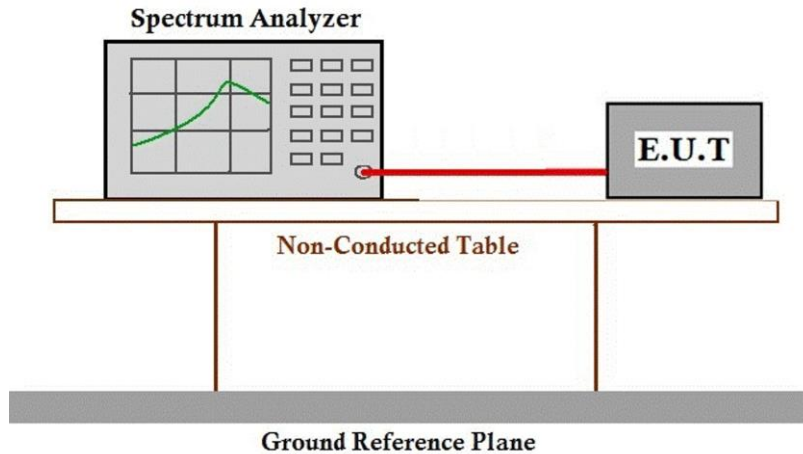 Spectrum Analyzer
E.U.T
Non-Conducted Table
Ground Reference Plane